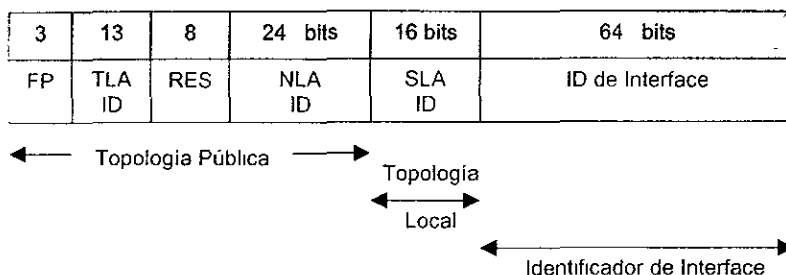 3 13 8 24 bits 16 bits 64 bits
FP TLA ID RES NLA ID SLA ID ID de Interface
Topología Pública
Topología
Local
Identificador de Interface